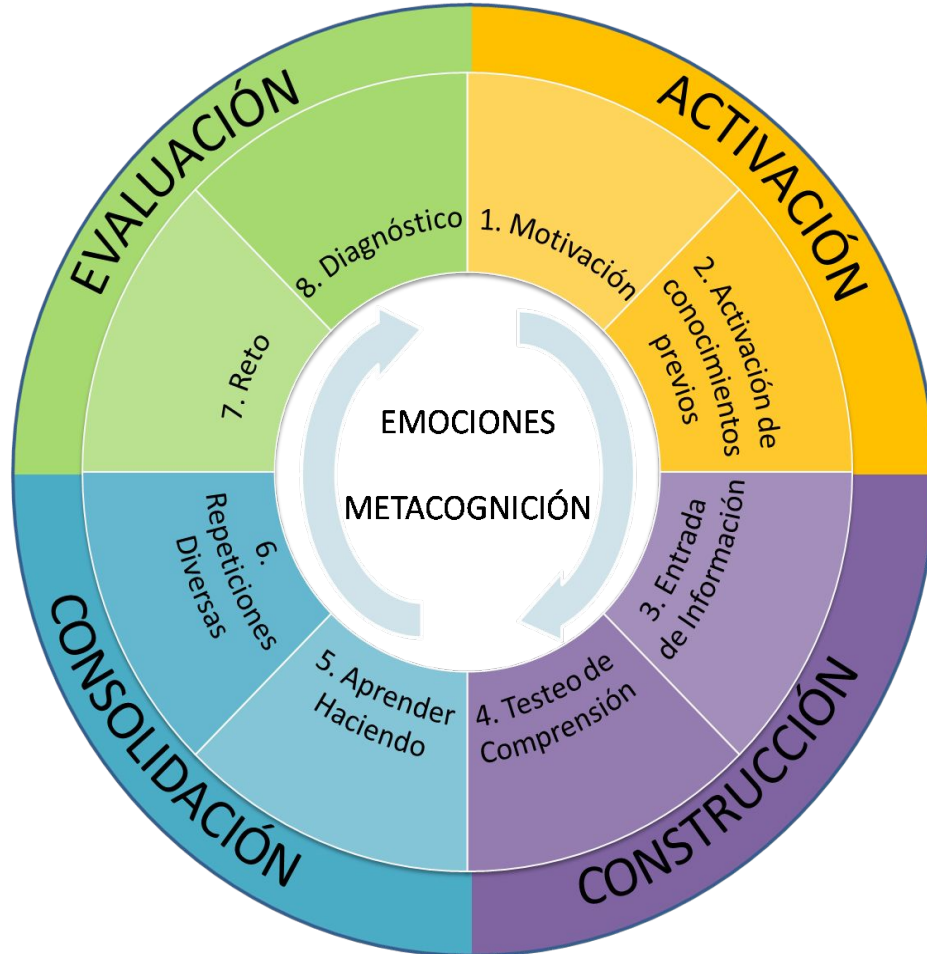 ACTIVACIÓN
1. Motivación
2. Activación de
conocimientos
previos
CONSTRUCCIÓN
3. Entrada
de Información
4. Testeo de
Comprensión
CONSOLIDACIÓN
5. Aprender
Haciendo
6.
Repeticiones
Diversas
EVALUACIÓN
7. Reto
8. Diagnóstico
EMOCIONES
METACOGNICIÓN